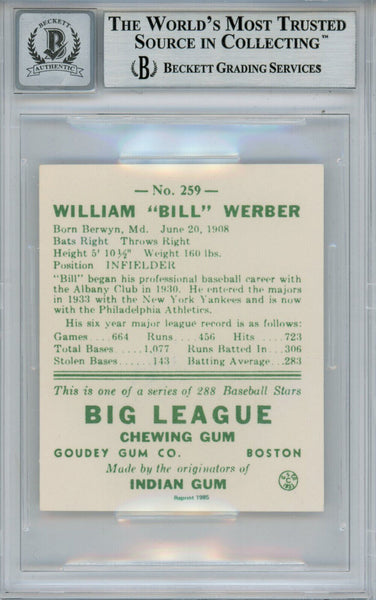 BECKETT
AUTHENTIC
THE WORLD'S MOST TRUSTED
SOURCE IN COLLECTING™
B BECKETT GRADING SERVICES
— No. 259 —
WILLIAM "BILL" WERBER
Born Berwyn, Md. June 20, 1908
Bats Right Throws Right
Height 5' 10½" Weight 160 lbs.
Position INFIELDER
"Bill" began his professional baseball career with
the Albany Club in 1930. He entered the majors
in 1933 with the New York Yankees and is now
with the Philadelphia Athletics.
His six year major league record is as follows:
Games....664 Runs....456 Hits....723
Total Bases.....1,077 Runs Batted In....306
Stolen Bases.....143 Batting Average...283
This is one of a series of 288 Baseball Stars
BIG LEAGUE
CHEWING GUM
GOUDEY GUM CO. BOSTON
Made by the originators of
INDIAN GUM
Reprint 1985